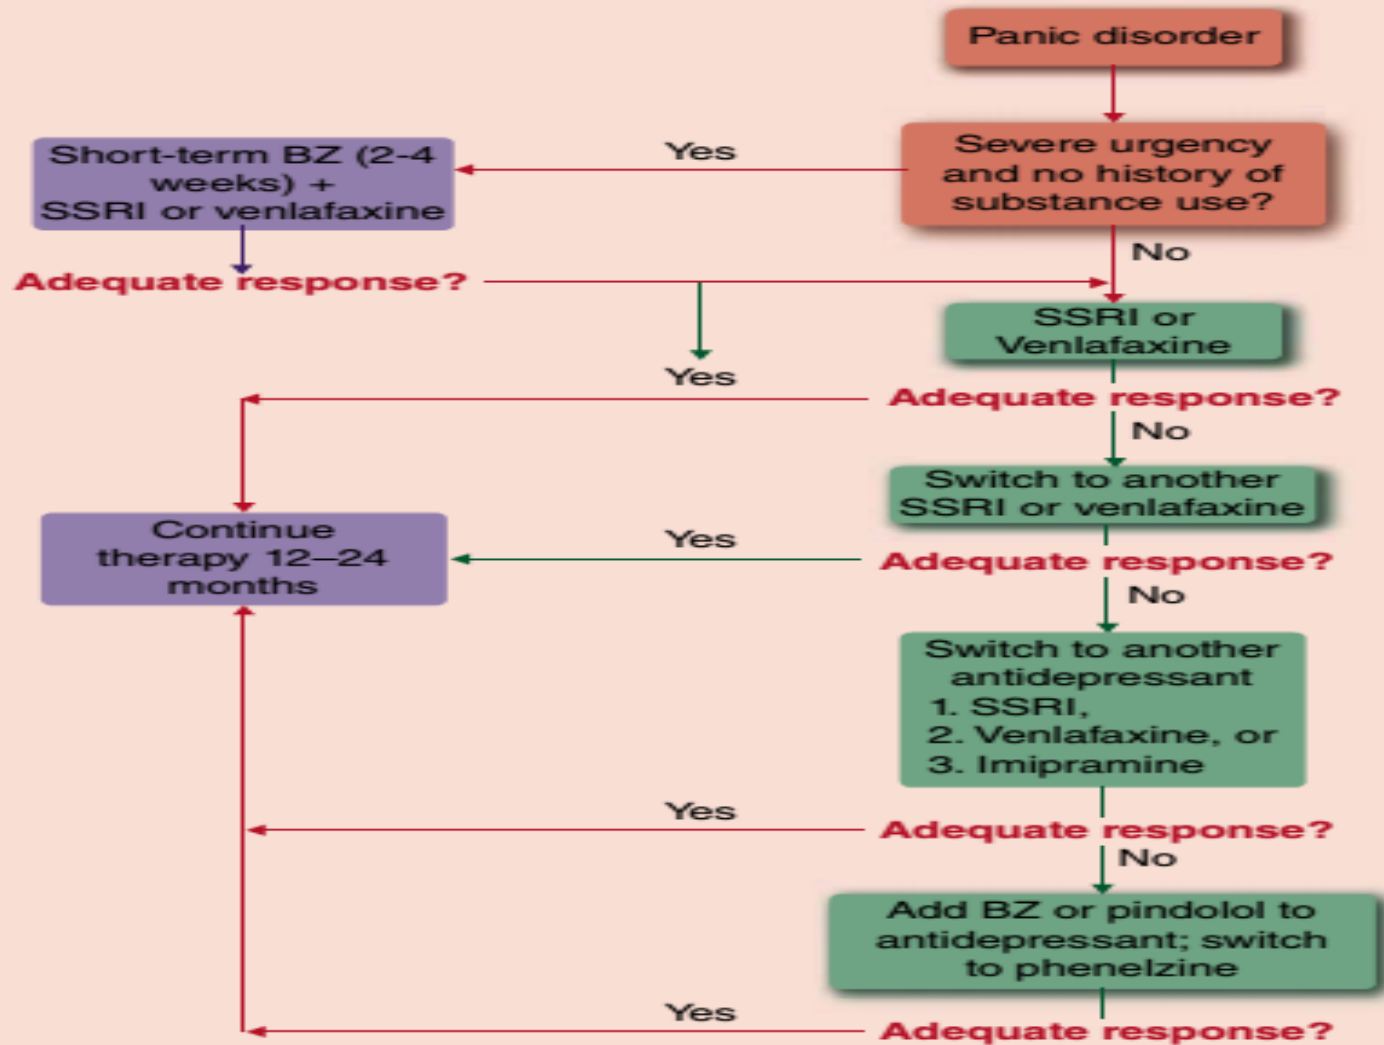 Panic disorder
Severe urgency
and no history of
substance use?
Yes
Short-term BZ (2-4
weeks) +
SSRI or venlafaxine
No
Adequate response?
SSRI or
Venlafaxine
Yes
Adequate response?
No
Switch to another
SSRI or venlafaxine
Continue
therapy 12–24
months
Yes
Adequate response?
No
Switch to another
antidepressant
1. SSRI,
2. Venlafaxine, or
3. Imipramine
Yes
Adequate response?
No
Add BZ or pindolol to
antidepressant; switch
to phenelzine
Yes
Adequate response?